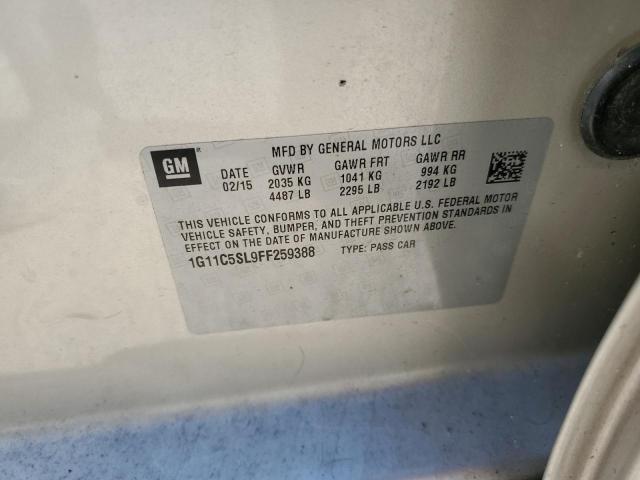 MFD BY GENERAL MOTORS LLC
GM
DATE GVWR GAWR FRT GAWR RR
02/15 2035 KG 1041 KG 994 KG
4487 LB 2295 LB 2192 LB
THIS VEHICLE CONFORMS TO ALL APPLICABLE U.S. FEDERAL MOTOR
VEHICLE SAFETY, BUMPER, AND THEFT PREVENTION STANDARDS IN
EFFECT ON THE DATE OF MANUFACTURE SHOWN ABOVE.
1G11C5SL9FF259388 TYPE: PASS CAR